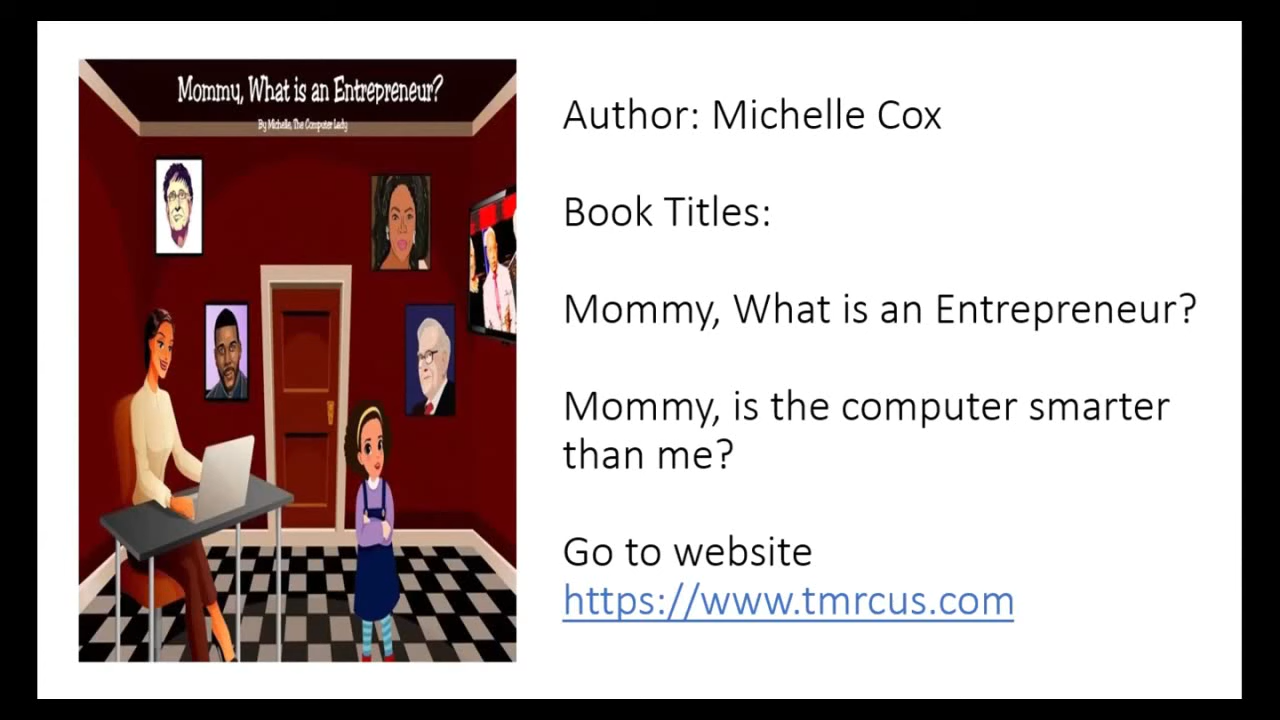 Mommy, What is an Entrepreneur?
By Michelle, The Computer Lady
Author: Michelle Cox
Book Titles:
Mommy, What is an Entrepreneur?
Mommy, is the computer smarter
than me?
Go to website
https://www.tmrcus.com